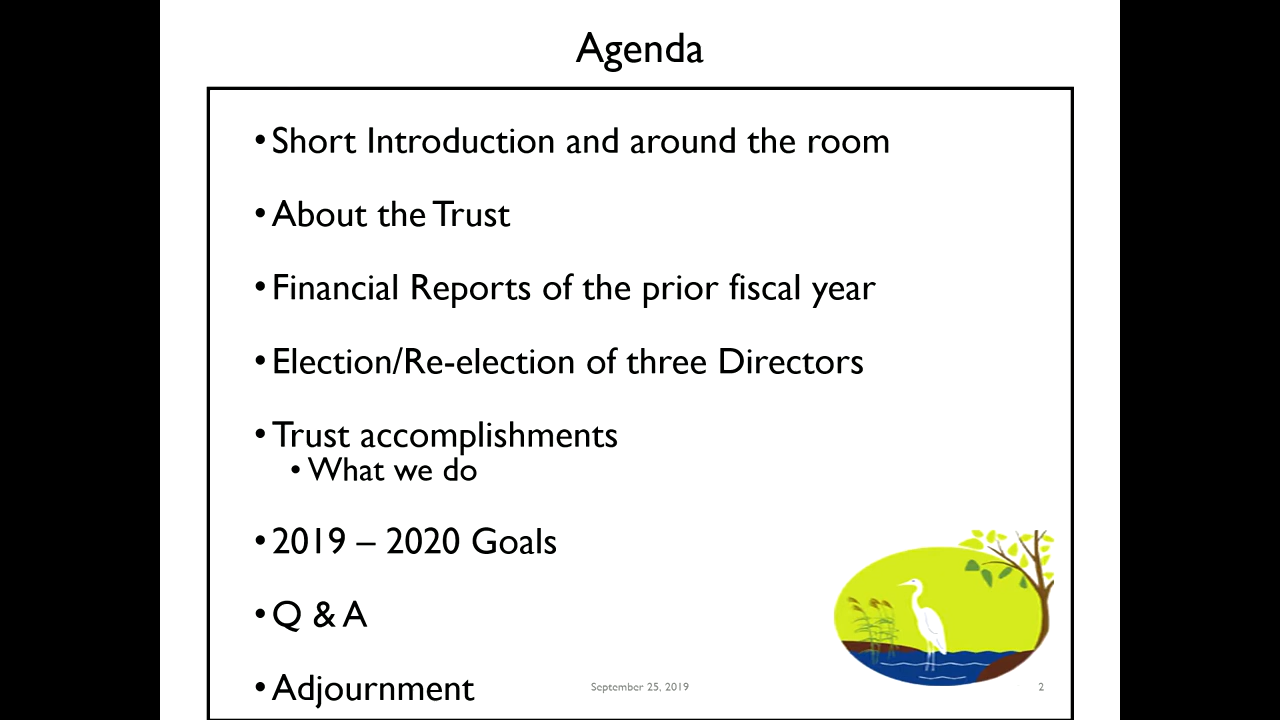 Agenda
• Short Introduction and around the room
• About the Trust
• Financial Reports of the prior fiscal year
• Election/Re-election of three Directors
• Trust accomplishments
• What we do
• 2019 – 2020 Goals
• Q & A
• Adjournment
September 25, 2019
2